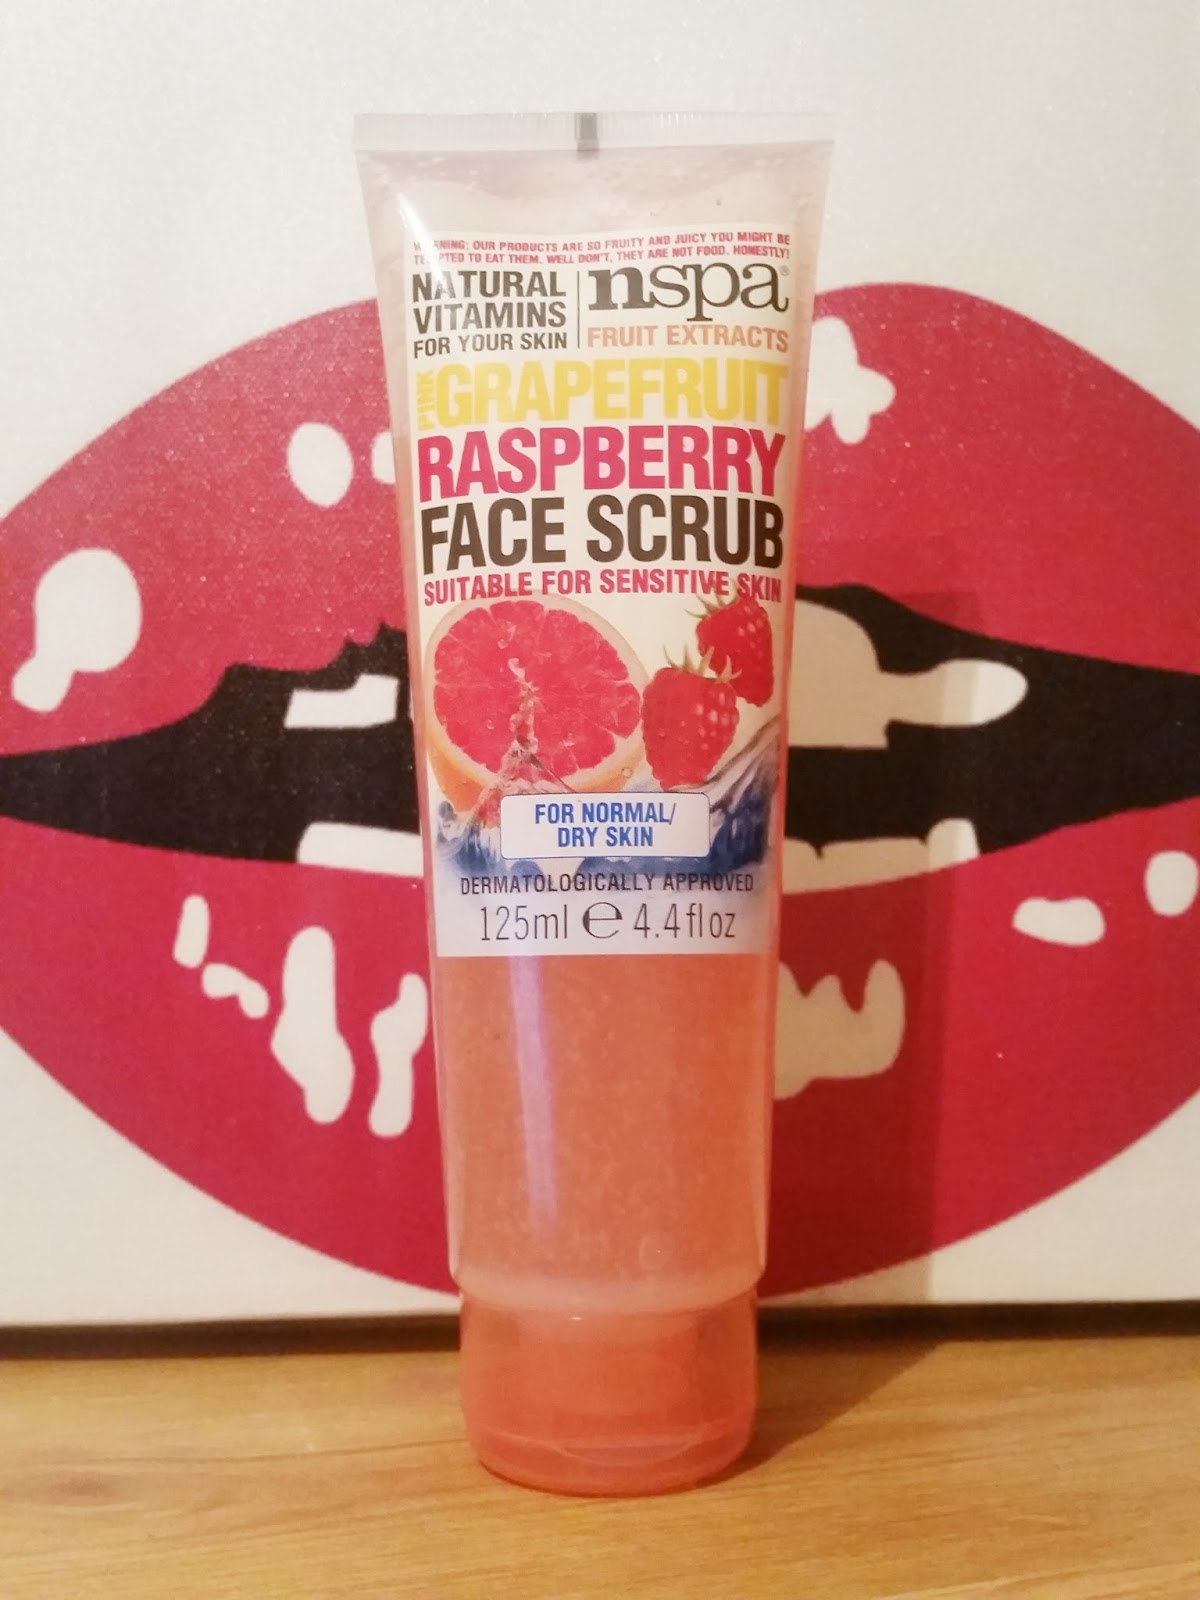 WARNING: OUR PRODUCTS ARE SO FRUITY AND JUICY YOU MIGHT BE
TEMPTED TO EAT THEM. WELL DON'T, THEY ARE NOT FOOD. HONESTLY!
NATURAL
VITAMINS
FOR YOUR SKIN
nspa®
FRUIT EXTRACTS
PINK GRAPEFRUIT
RASPBERRY
FACE SCRUB
SUITABLE FOR SENSITIVE SKIN
FOR NORMAL/
DRY SKIN
DERMATOLOGICALLY APPROVED
125ml ℮ 4.4fl oz